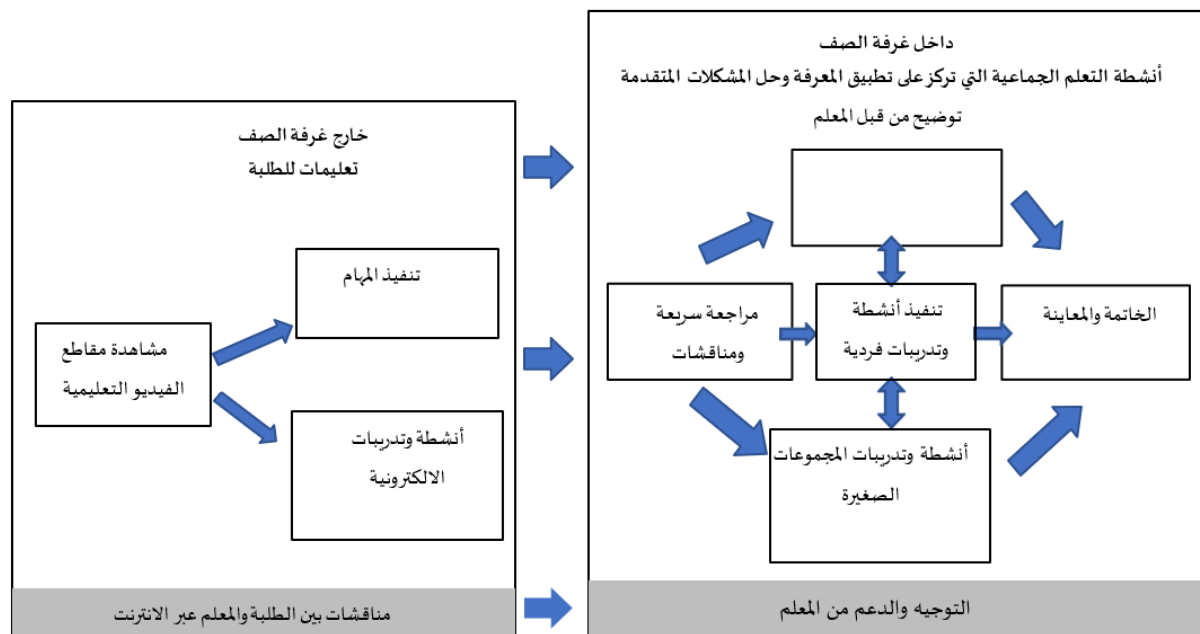 داخل غرفة الصف
أنشطة التعلم الجماعية التي تركز على تطبيق المعرفة وحل المشكلات المتقدمة
توضيح من قبل المعلم
مراجعة سريعة
ومناقشات
تنفيذ أنشطة
وتدريبات فردية
الخاتمة والمعاينة
أنشطة وتدريبات المجموعات
الصغيرة
التوجيه والدعم من المعلم
خارج غرفة الصف
تعليمات للطلبة
تنفيذ المهام
مشاهدة مقاطع
الفيديو التعليمية
أنشطة وتدريبات
الالكترونية
مناقشات بين الطلبة والمعلم عبر الانترنت